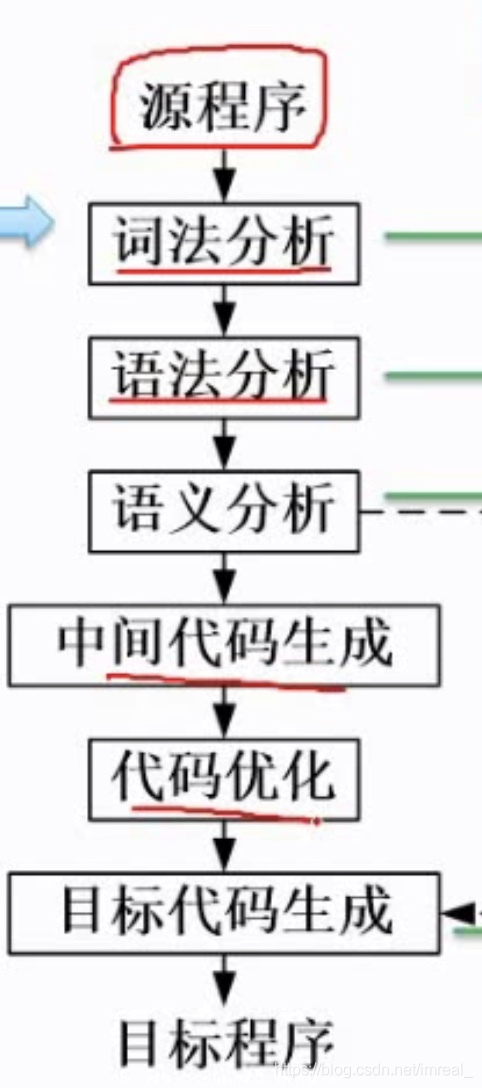 源程序
词法分析
语法分析
语义分析
中间代码生成
代码优化
目标代码生成
目标程序
https://blog.csdn.net/imreal_